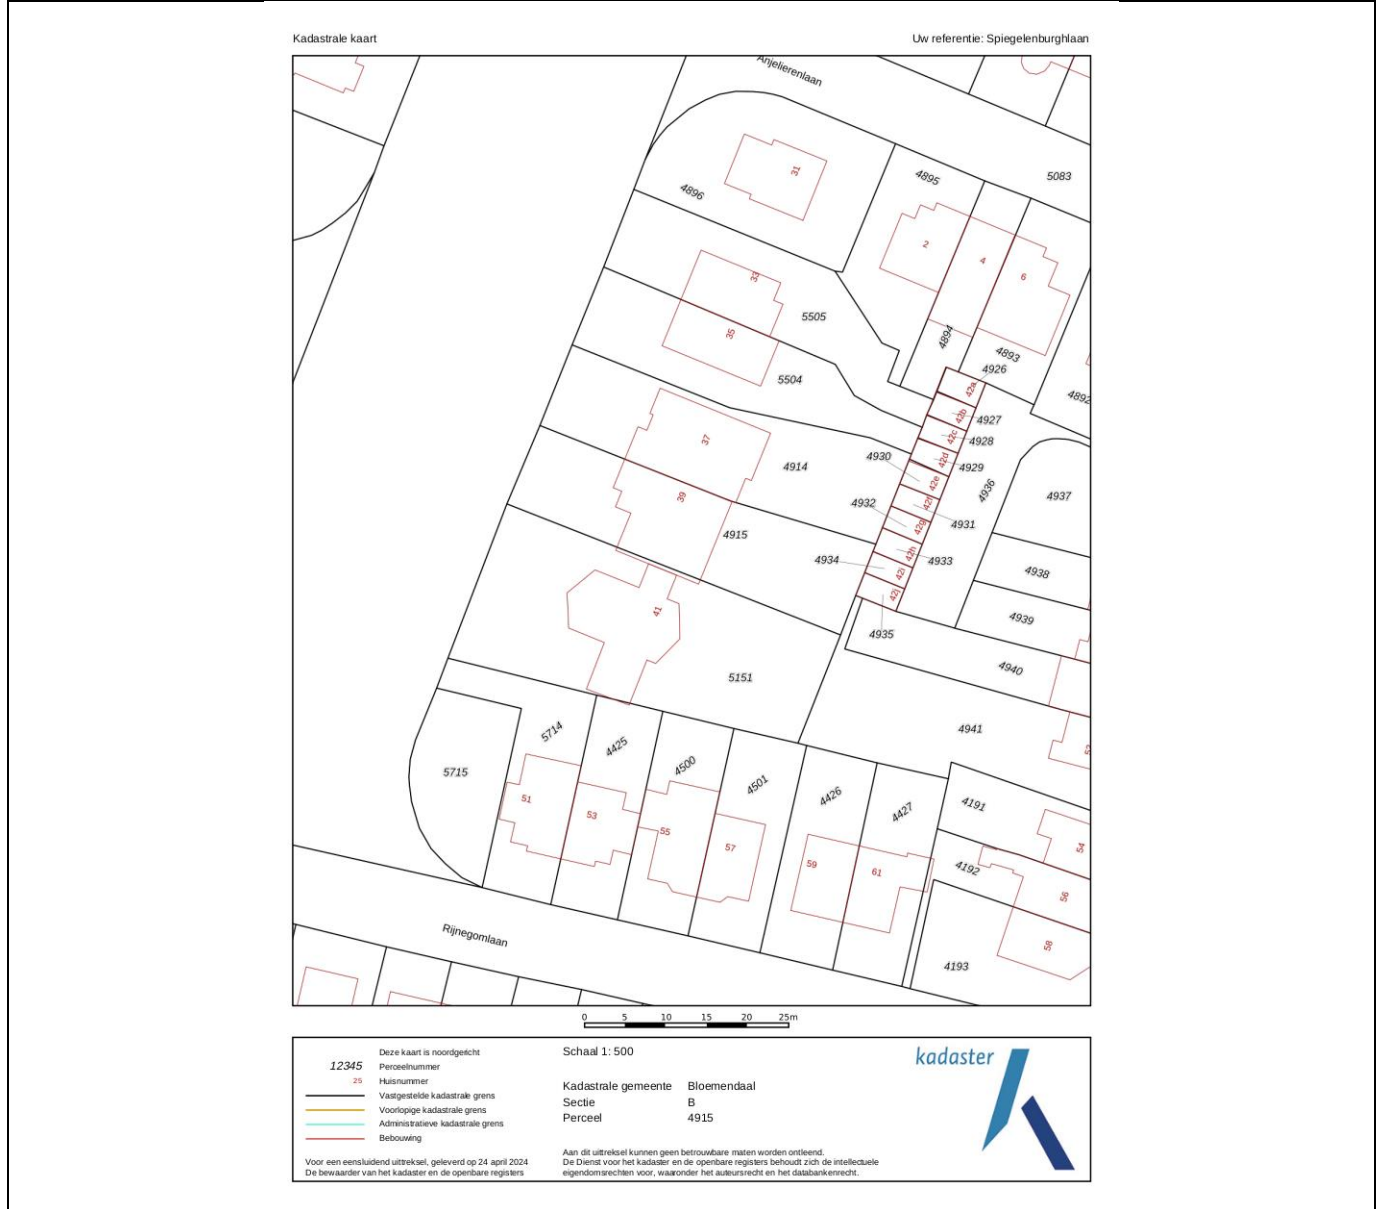 Kadastrale kaart
Uw referentie: Spiegelenburghlaan
Anjelierenlaan
5083
4895
31
4896
2
4
6
33
5505
35
4894
4893
4926
5504
42a
4892
42b
4927
42c
4928
37
4930
42d
4929
4914
42e
4936
4937
39
4932
42f
4931
42g
4915
42h
4933
4934
42i
4938
42j
41
4939
4935
4940
5151
4941
5714
4425
4500
4501
4426
4427
5715
51
53
55
57
59
61
4191
54
4192
56
58
4193
Rijnegomlaan
0 5 10 15 20 25m
Deze kaart is noordgericht
12345 Perceelnummer
25 Huisnummer
Vastgestelde kadastrale grens
Voorlopige kadastrale grens
Administratieve kadastrale grens
Bebouwing
Voor een eensluidend uittreksel, geleverd op 24 april 2024
De bewaarder van het kadaster en de openbare registers
Schaal 1: 500
Kadastrale gemeente Bloemendaal
Sectie B
Perceel 4915
Aan dit uittreksel kunnen geen betrouwbare maten worden ontleend.
De Dienst voor het kadaster en de openbare registers behoudt zich de intellectuele
eigendomsrechten voor, waaronder het auteursrecht en het databankenrecht.
kadaster